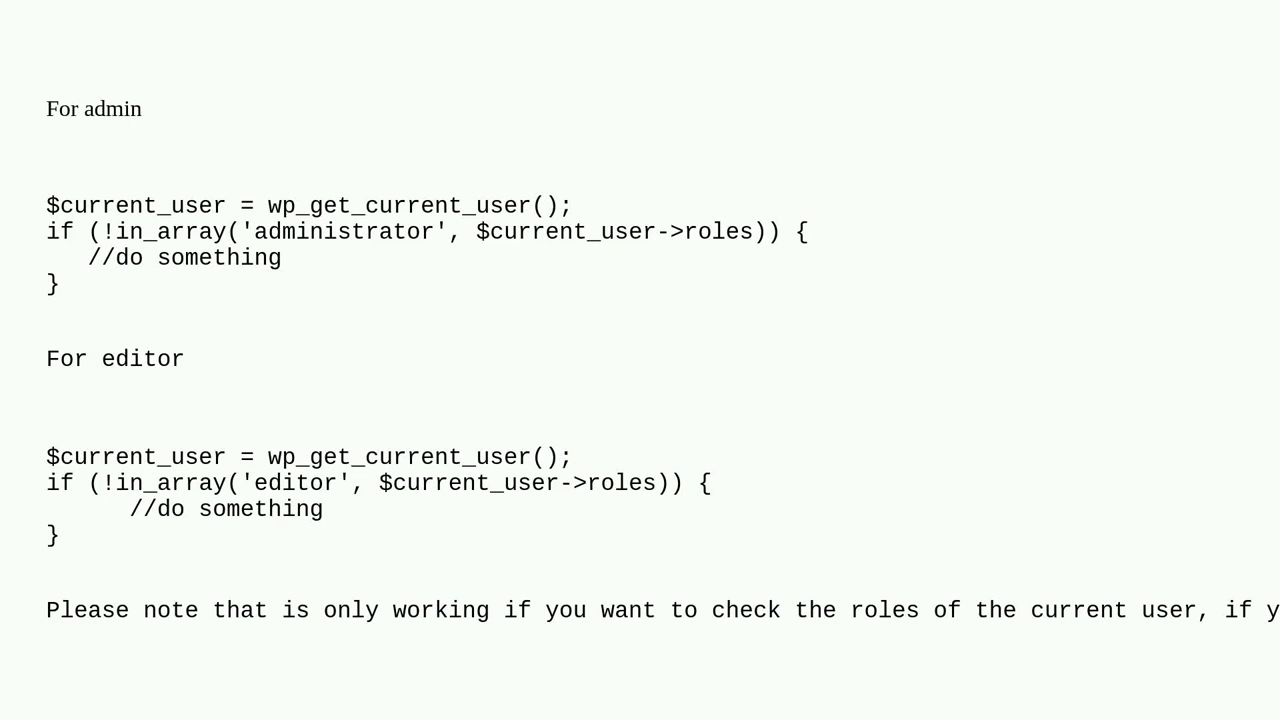 For admin
$current_user = wp_get_current_user();
if (!in_array('administrator', $current_user->roles)) {
   //do something
}
For editor
$current_user = wp_get_current_user();
if (!in_array('editor', $current_user->roles)) {
      //do something
}
Please note that is only working if you want to check the roles of the current user, if